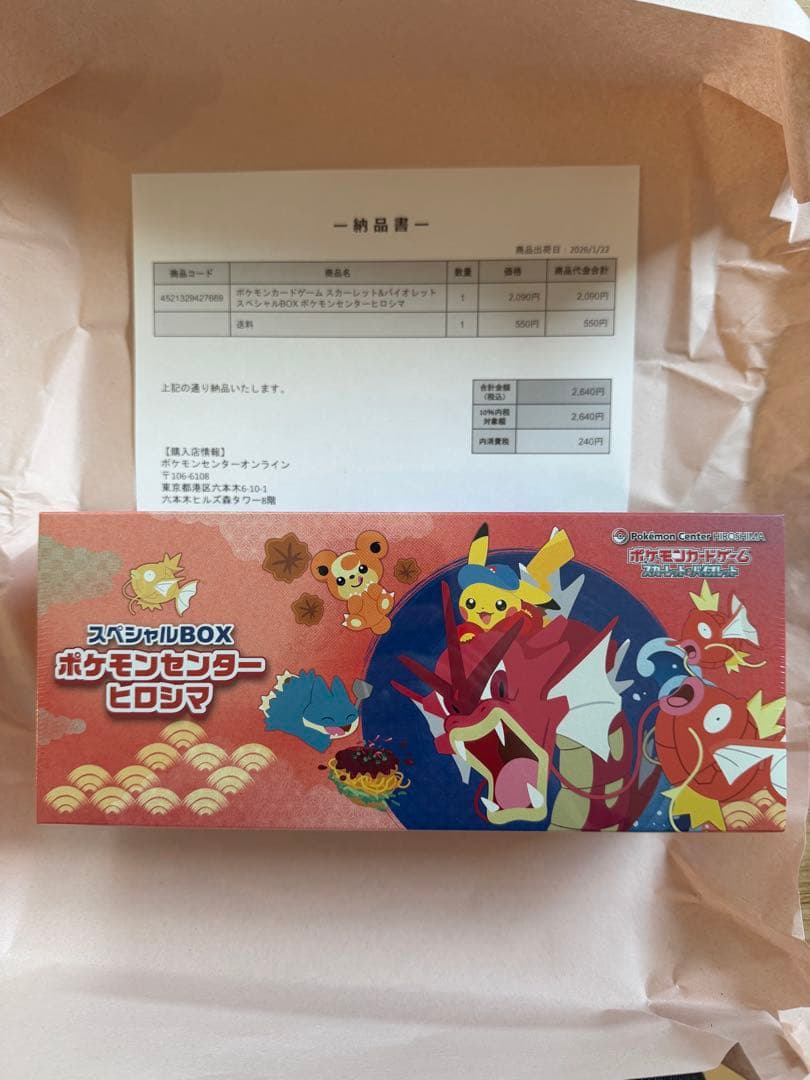 ー 納 品 書 ー
商品出荷日：2026/1/22
商品コード 商品名 数量 価格 商品代金合計
4521329427669 ポケモンカードゲーム スカーレット&バイオレット スペシャルBOX ポケモンセンターヒロシマ 1 2,090円 2,090円
送料 1 550円 550円
上記の通り納品いたします。
合計金額（税込） 2,640円
10%内税対象額 2,640円
内消費税 240円
【購入店情報】
ポケモンセンターオンライン
〒106-6108
東京都港区六本木6-10-1
六本木ヒルズ森タワー8階
Pokémon Center HIROSHIMA
ポケモンカードゲーム
スカーレット&バイオレット
スペシャルBOX
ポケモンセンター
ヒロシマ